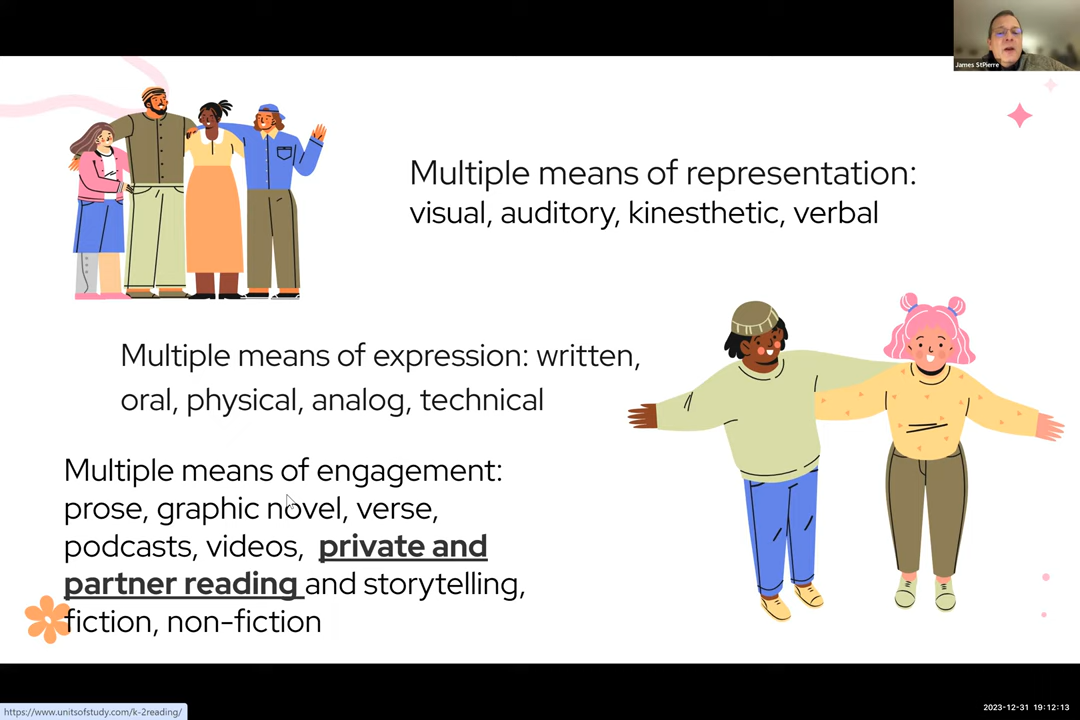 James StPierre
Multiple means of representation:
visual, auditory, kinesthetic, verbal
Multiple means of expression: written,
oral, physical, analog, technical
Multiple means of engagement:
prose, graphic novel, verse,
podcasts, videos, private and
partner reading and storytelling,
fiction, non-fiction
https://www.unitsofstudy.com/k-2reading/
2023-12-31 19:12:13